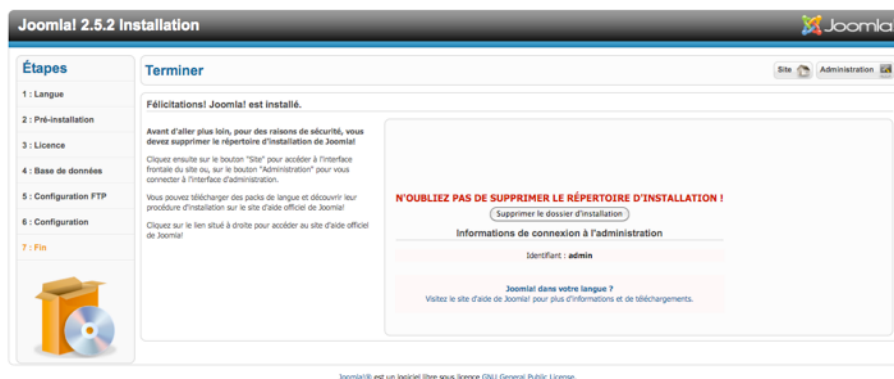 Joomla! 2.5.2 Installation
Joomla!
Étapes
1 : Langue
2 : Pré-installation
3 : Licence
4 : Base de données
5 : Configuration FTP
6 : Configuration
7 : Fin
Terminer
Site
Administration
Félicitations! Joomla! est installé.
Avant d'aller plus loin, pour des raisons de sécurité, vous
devez supprimer le répertoire d'installation de Joomla!
Cliquez ensuite sur le bouton "Site" pour accéder à l'interface
frontale du site ou, sur le bouton "Administration" pour vous
connecter à l'interface d'administration.
Vous pouvez télécharger des packs de langue et découvrir leur
procédure d'installation sur le site d'aide officiel de Joomla!
Cliquez sur le lien situé à droite pour accéder au site d'aide officiel
de Joomla!
N'OUBLIEZ PAS DE SUPPRIMER LE RÉPERTOIRE D'INSTALLATION !
Supprimer le dossier d'installation
Informations de connexion à l'administration
Identifiant : admin
Joomla! dans votre langue ?
Visitez le site d'aide de Joomla! pour plus d'informations et de téléchargements.
Joomla!® est un logiciel libre sous licence GNU General Public License.